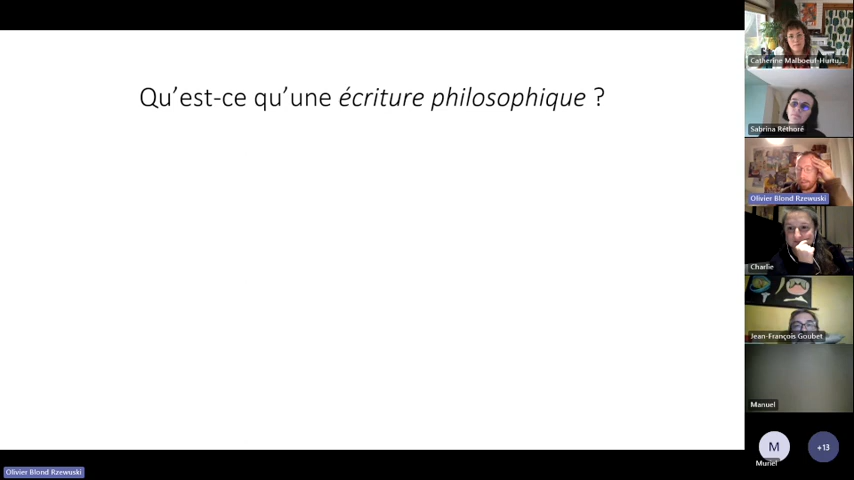 Qu'est-ce qu'une écriture philosophique ?
Catherine Malboeuf-Hurtu...
Sabrina Réthoré
Olivier Blond Rzewuski
Charlie
Jean-François Goubet
Manuel
M
+13
Muriel
Olivier Blond Rzewuski